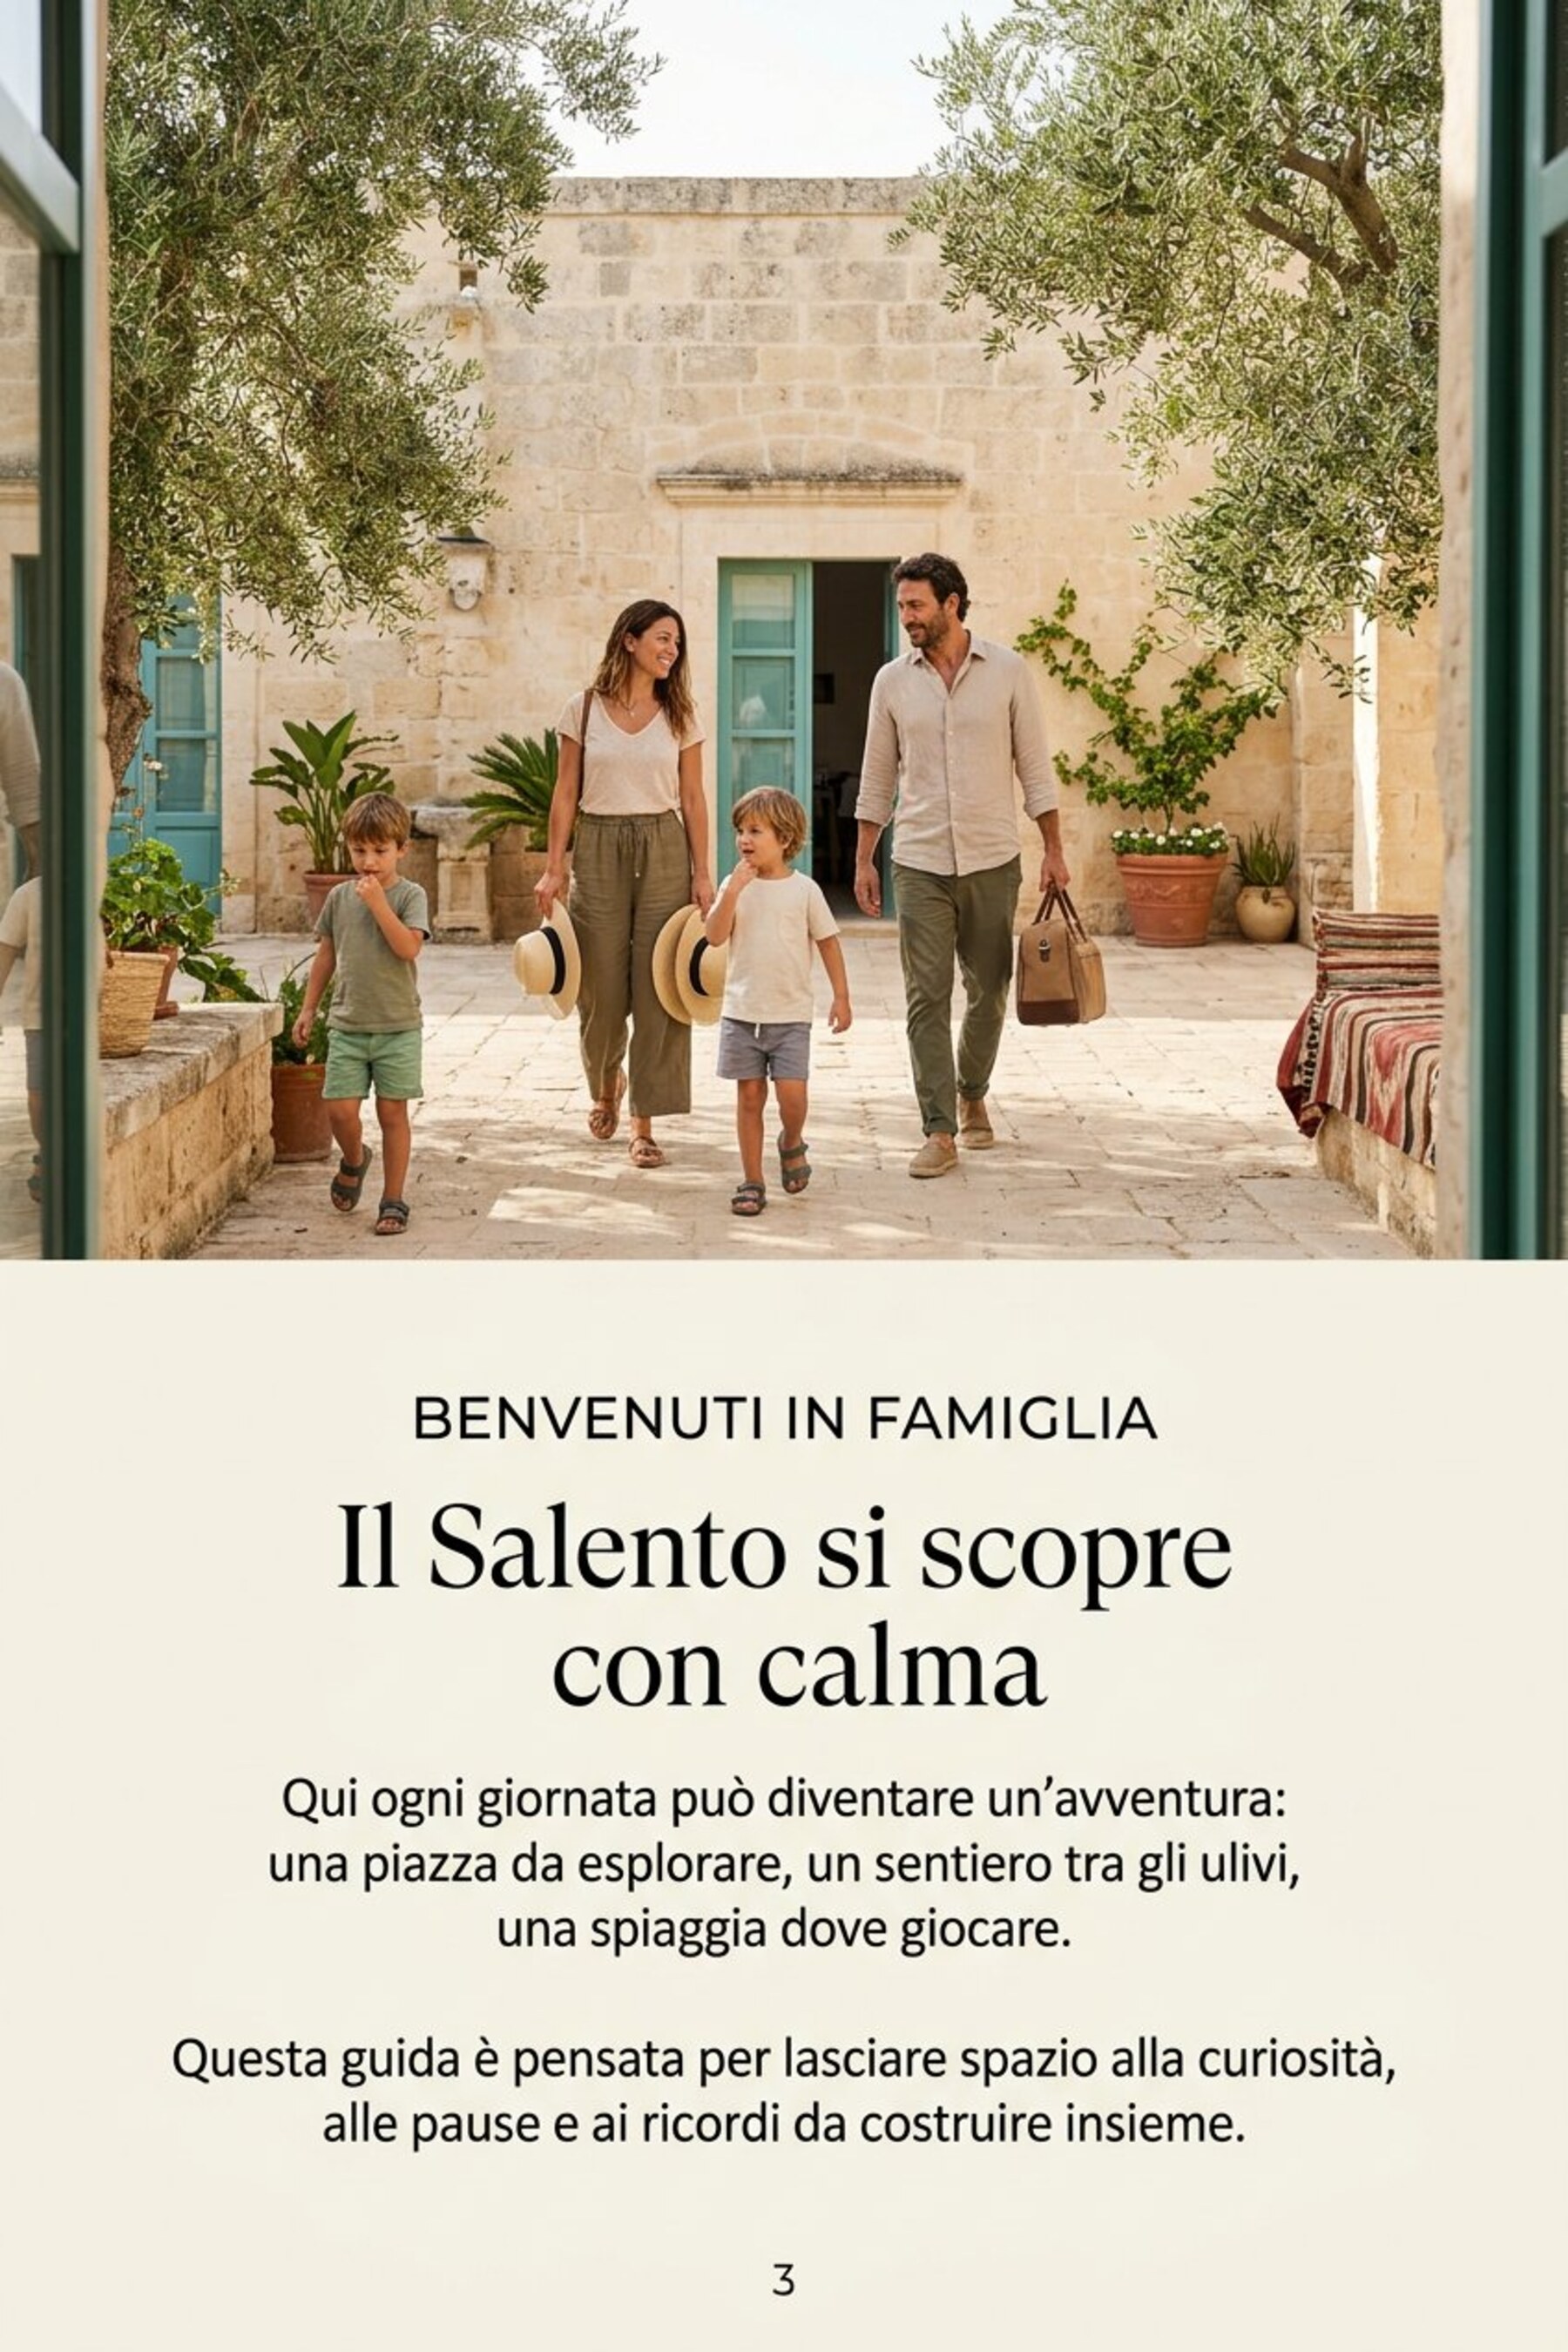 BENVENUTI IN FAMIGLIA
Il Salento si scopre
con calma
Qui ogni giornata può diventare un’avventura:
una piazza da esplorare, un sentiero tra gli ulivi,
una spiaggia dove giocare.
Questa guida è pensata per lasciare spazio alla curiosità,
alle pause e ai ricordi da costruire insieme.
3